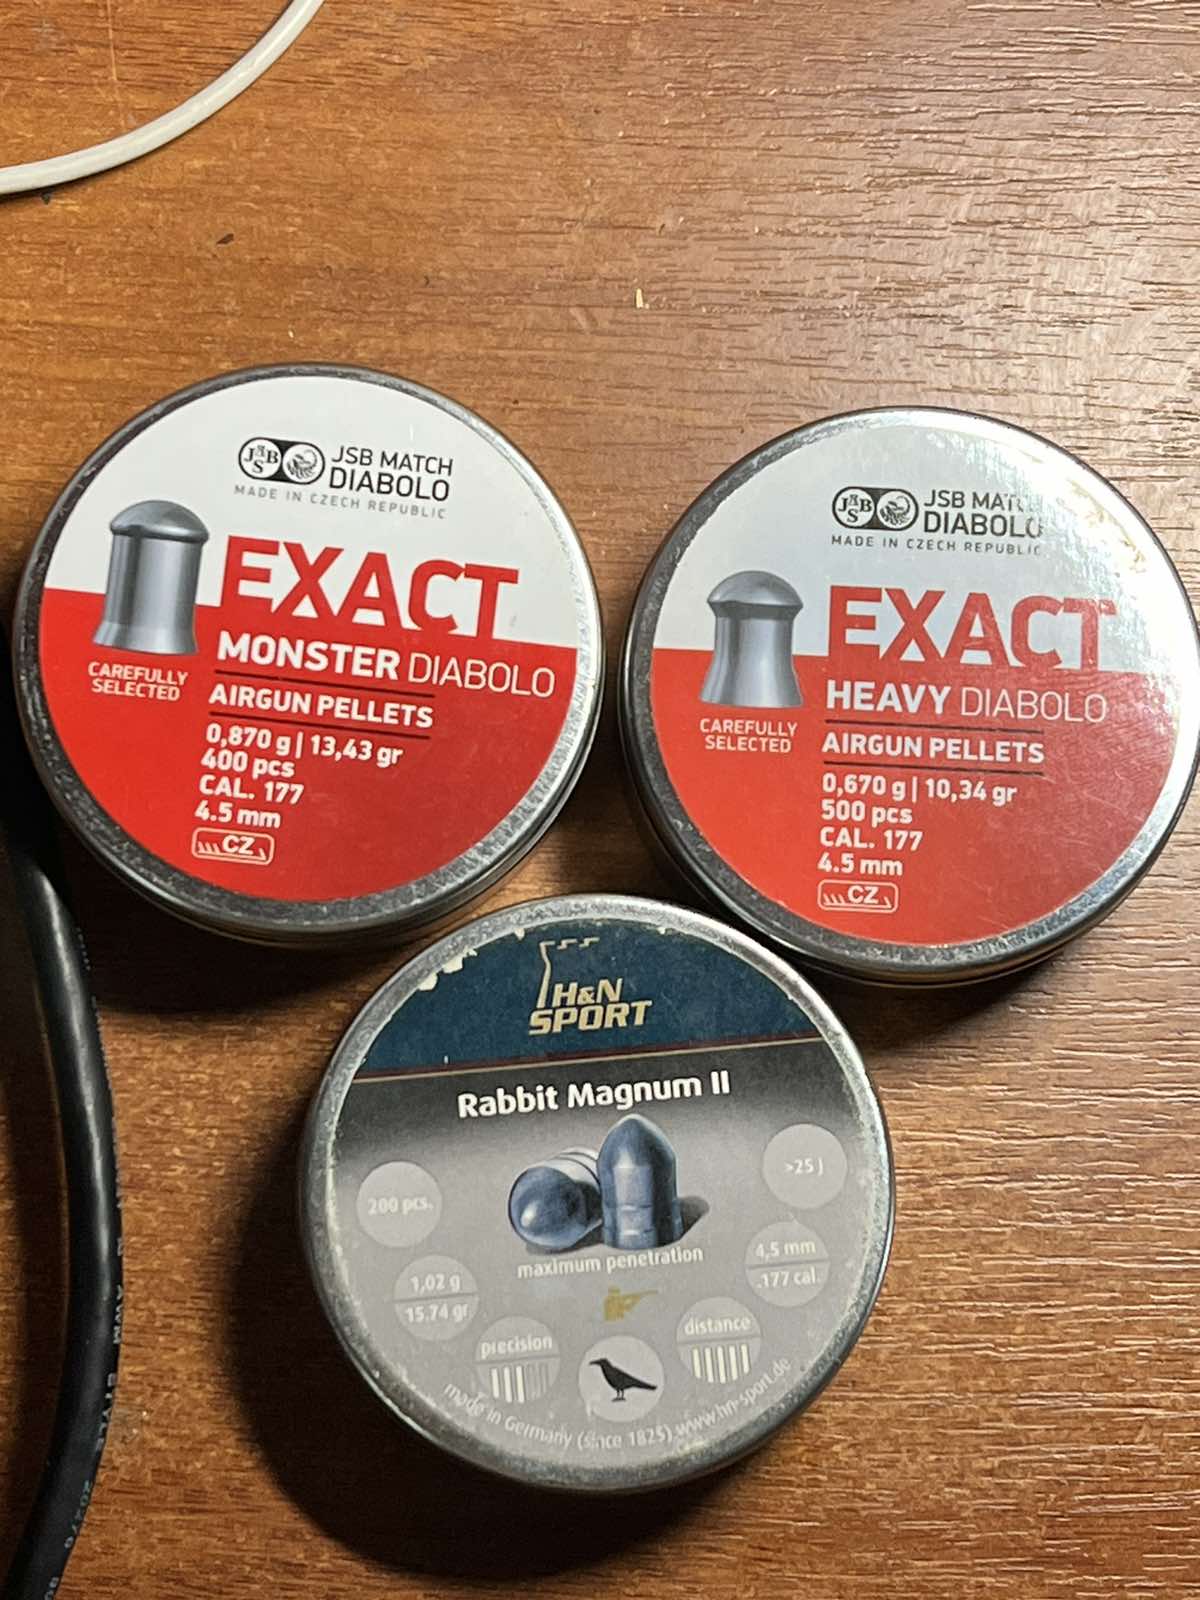 JSB
JSB MATCH
DIABOLO
MADE IN CZECH REPUBLIC
EXACT
MONSTER DIABOLO
CAREFULLY
SELECTED
AIRGUN PELLETS
0,870 g | 13,43 gr
400 pcs
CAL. 177
4.5 mm
CZ
JSB
JSB MATCH
DIABOLO
MADE IN CZECH REPUBLIC
EXACT
HEAVY DIABOLO
CAREFULLY
SELECTED
AIRGUN PELLETS
0,670 g | 10,34 gr
500 pcs
CAL. 177
4.5 mm
CZ
H&N
SPORT
Rabbit Magnum II
200 pcs.
>25 J
maximum penetration
1,02 g
15.74 gr
4,5 mm
.177 cal.
precision
distance
made in Germany (since 1825) www.hn-sport.de